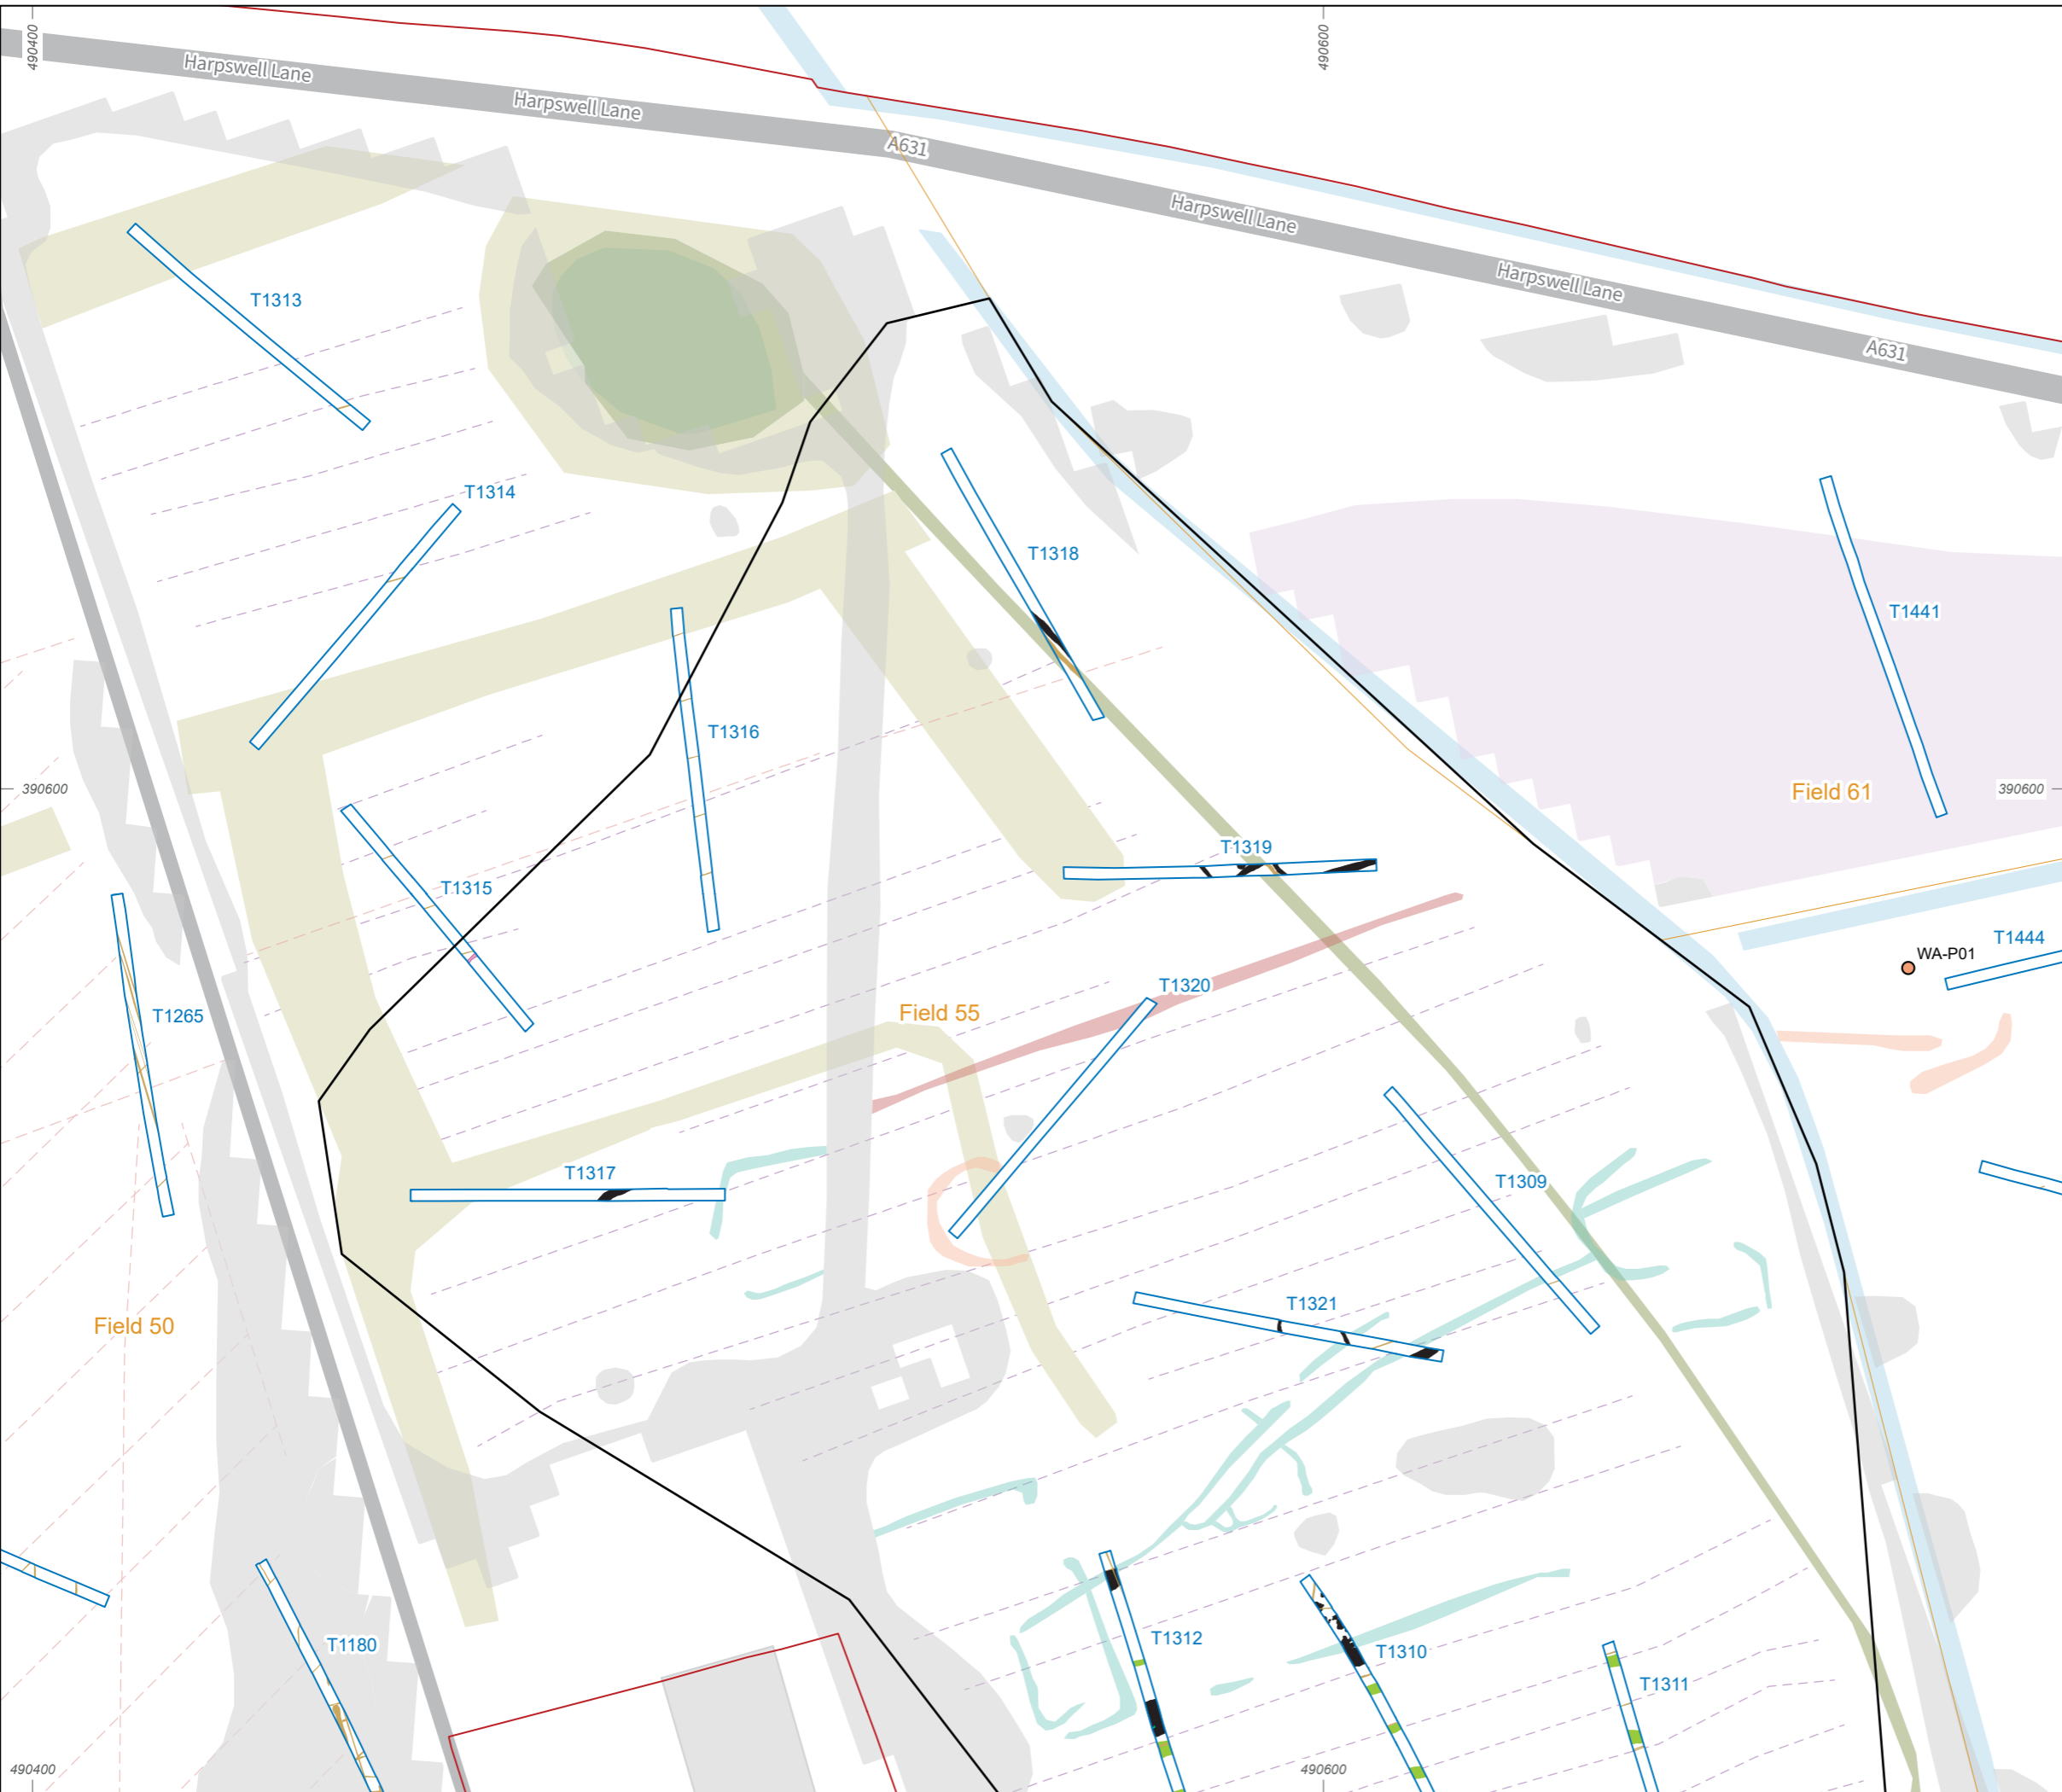 490400
490600
Harpswell Lane
Harpswell Lane
A631
Harpswell Lane
Harpswell Lane
A631
T1313
T1314
T1318
T1441
T1316
390600
Field 61
390600
T1319
T1315
T1444
WA-P01
T1320
Field 55
T1265
T1317
T1309
T1321
Field 50
T1180
T1312
T1310
T1311
490400
490600